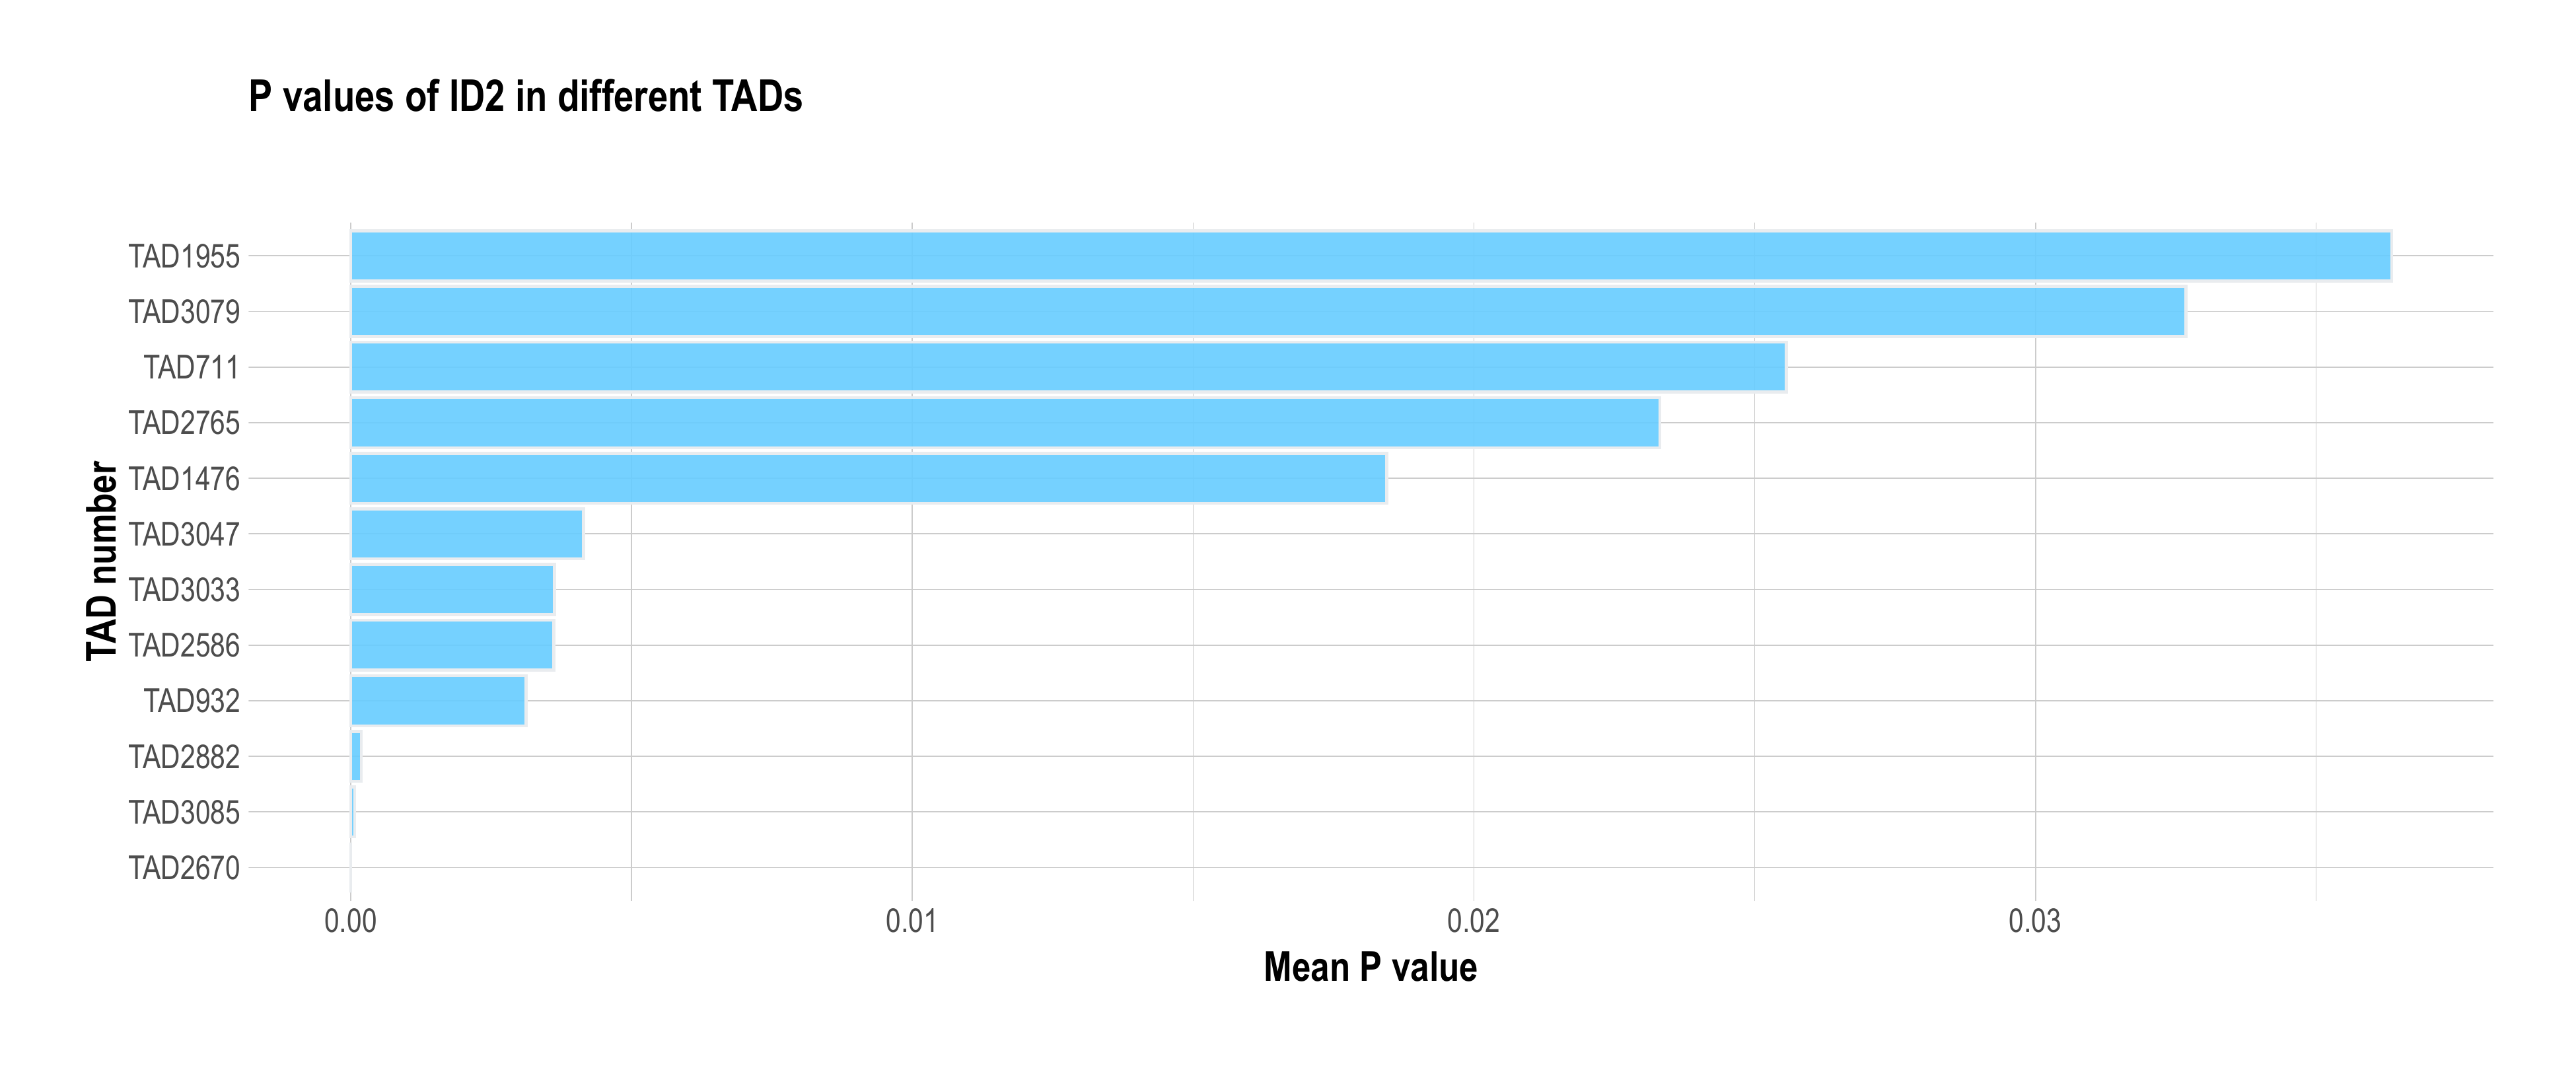 P values of ID2 in different TADs
TAD number
TAD1955
TAD3079
TAD711
TAD2765
TAD1476
TAD3047
TAD3033
TAD2586
TAD932
TAD2882
TAD3085
TAD2670
0.00 0.01 0.02 0.03
Mean P value